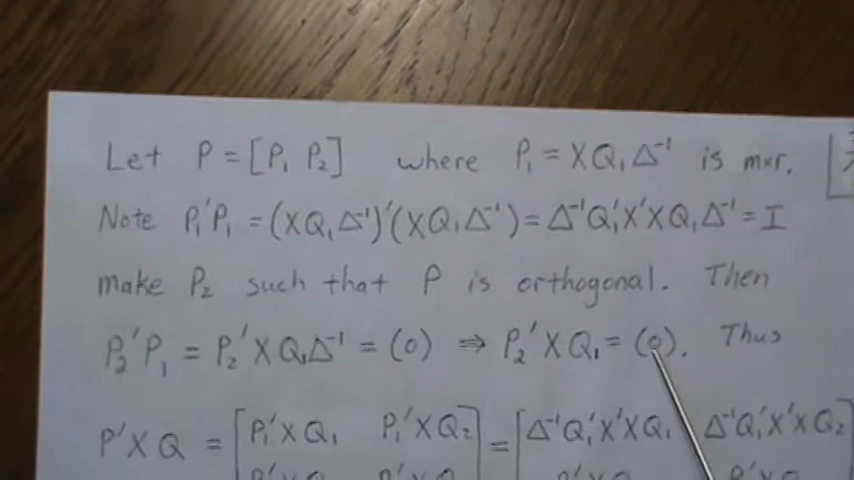 Let P = [P₁ P₂] where P₁ = XQ₁Δ⁻¹ is m×r.
Note P₁'P₁ = (XQ₁Δ⁻¹)'(XQ₁Δ⁻¹) = Δ⁻¹Q₁'X'XQ₁Δ⁻¹ = I
make P₂ such that P is orthogonal. Then
P₂'P₁ = P₂'XQ₁Δ⁻¹ = (0) ⇒ P₂'XQ₁ = (0). Thus
P'XQ = [P₁'XQ₁ P₁'XQ₂] = [Δ⁻¹Q₁'X'XQ₁ Δ⁻¹Q₁'X'XQ₂]